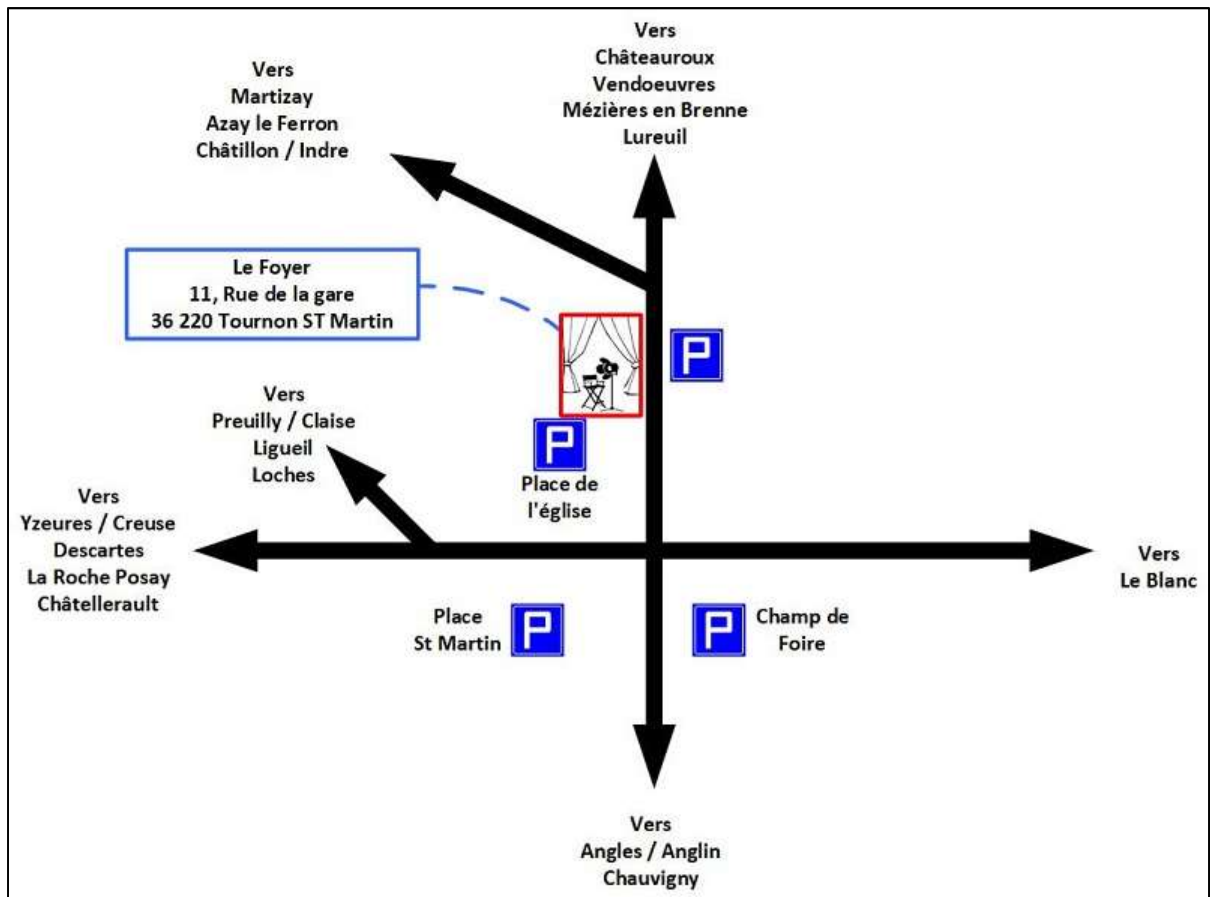 Vers
Châteauroux
Vendoeuvres
Mézières en Brenne
Lureuil
Vers
Martizay
Azay le Ferron
Châtillon / Indre
Le Foyer
11, Rue de la gare
36 220 Tournon ST Martin
P
Vers
Preuilly / Claise
Ligueil
Loches
P
Place de
l'église
Vers
Yzeures / Creuse
Descartes
La Roche Posay
Châtellerault
Vers
Le Blanc
Place
St Martin
P
P
Champ de
Foire
Vers
Angles / Anglin
Chauvigny